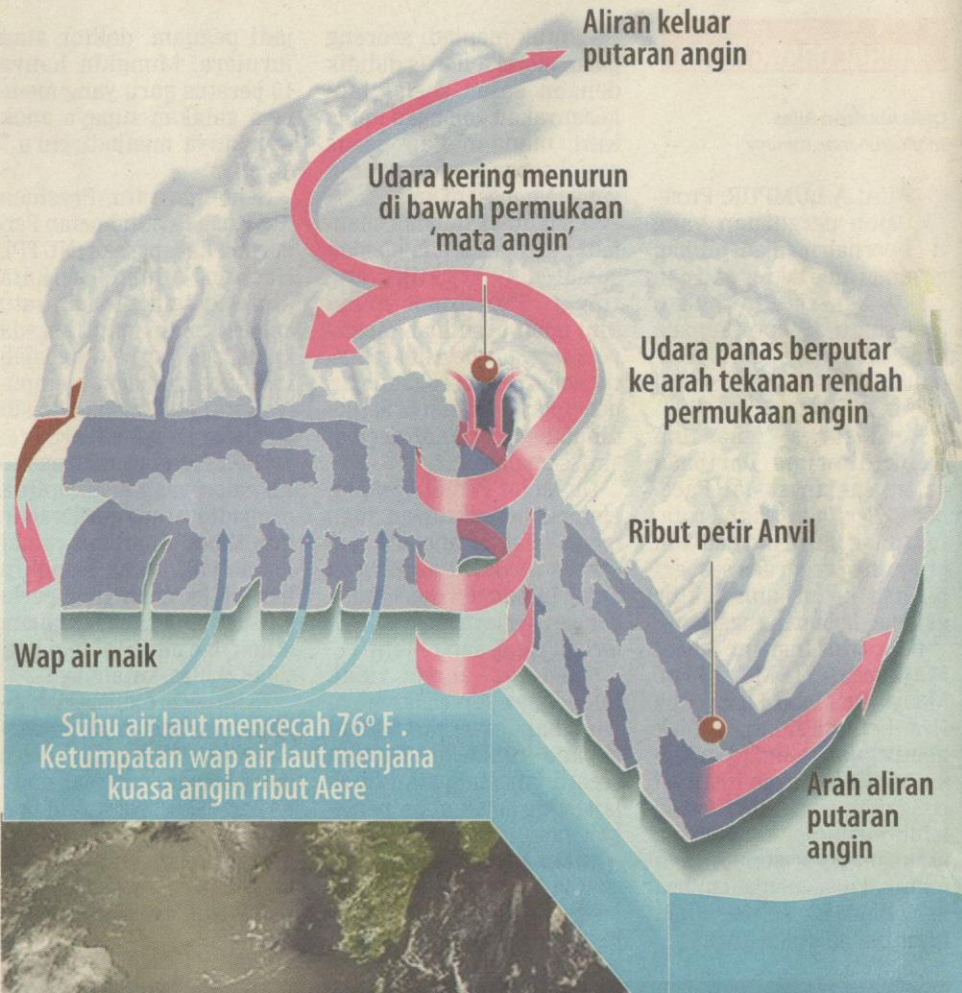 Aliran keluar
putaran angin
Udara kering menurun
di bawah permukaan
'mata angin'
Udara panas berputar
ke arah tekanan rendah
permukaan angin
Ribut petir Anvil
Wap air naik
Suhu air laut mencecah 76º F .
Ketumpatan wap air laut menjana
kuasa angin ribut Aere
Arah aliran
putaran
angin